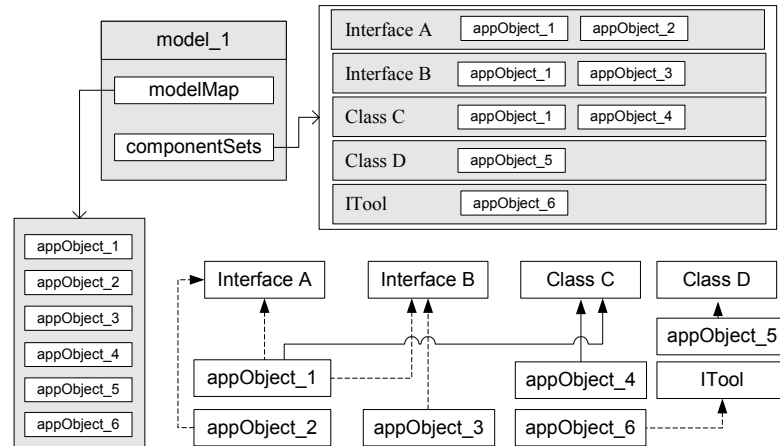 model_1
modelMap
componentSets
Interface A appObject_1 appObject_2
Interface B appObject_1 appObject_3
Class C appObject_1 appObject_4
Class D appObject_5
ITool appObject_6
appObject_1
appObject_2
appObject_3
appObject_4
appObject_5
appObject_6
Interface A Interface B Class C Class D
appObject_5
appObject_1 appObject_4 ITool
appObject_2 appObject_3 appObject_6